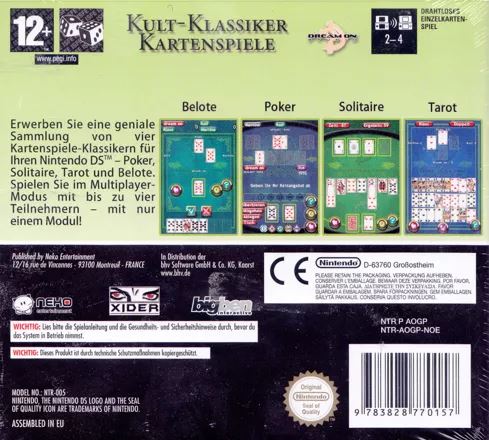 12+
www.pegi.info
KULT-KLASSIKER
KARTENSPIELE
DREAM ON
2-4
DRAHTLOSES
EINZELKARTEN-
SPIEL
Erwerben Sie eine geniale
Sammlung von vier
Kartenspiele-Klassikern für
Ihren Nintendo DS™ – Poker,
Solitaire, Tarot und Belote.
Spielen Sie im Multiplayer-
Modus mit bis zu vier
Teilnehmern – mit nur
einem Modul!
Belote
Poker
Solitaire
Tarot
Published by Neko Entertainment
12/16 rue de Vincennes - 93100 Montreuil - FRANCE
In Distribution der
bhv Software GmbH & Co. KG, Kaarst
www.bhv.de
NEKO
entertainment
XIDER
bigben
interactive
WICHTIG: Lies bitte die Spielanleitung und die Gesundheits- und Sicherheitshinweise durch, bevor du
das System in Betrieb nimmst.
WICHTIG: Dieses Produkt ist durch technische Schutzmaßnahmen kopiergeschützt.
MODEL NO.: NTR-005
NINTENDO, THE NINTENDO DS LOGO AND THE SEAL
OF QUALITY ICON ARE TRADEMARKS OF NINTENDO.
ASSEMBLED IN EU
CE
Nintendo
D-63760 Großostheim
PLEASE RETAIN THE PACKAGING. VERPACKUNG AUFHEBEN.
CONSERVER L'EMBALLAGE. BEWAAR DEZE VERPAKKING. POR FAVOR,
GUARDA ESTA CAJA. ΔΙΑΤΗΡΗΣΤΕ ΤΗΝ ΣΥΣΚΕΥΑΣΙΑ. FAVOR
GUARDAR A EMBALAGEM. SPARA FÖRPACKNINGEN. GEM EMBALLAGEN.
SÄILYTÄ PAKKAUS. CONSERVA QUESTO INVOLUCRO.
NTR P AOGP
NTR-AOGP-NOE
Original
Nintendo
Seal of
Quality
9 783828 770157